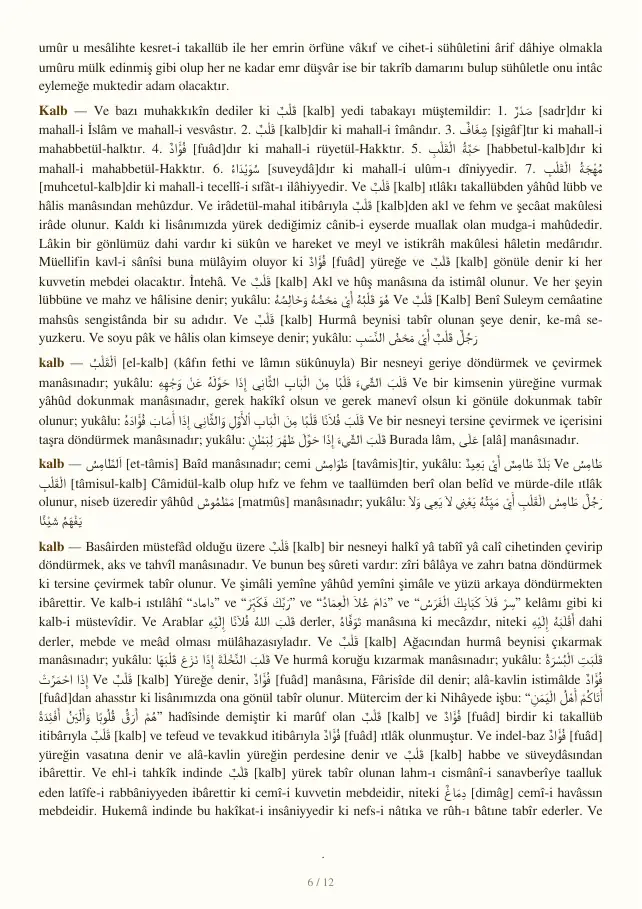 umûr u mesâlihte kesret-i takallüb ile her emrin örfüne vâkıf ve cihet-i sühûletini ârif dâhiye olmakla
umûru mülk edinmiş gibi olup her ne kadar emr düşvâr ise bir takrîb damarını bulup sühûletle onu intâc
eylemeğe muktedir adam olacaktır.
Kalb — Ve bazı muhakkıkîn dediler ki قَلْبٌ [kalb] yedi tabakayı müştemildir: 1. صَدْرٌ [sadr]dır ki
mahall-i İslâm ve mahall-i vesvâstır. 2. قَلْبٌ [kalb]dir ki mahall-i îmândır. 3. شِغَافٌ [şigâf]tır ki mahall-i
mahabbetül-halktır. 4. فُؤَادٌ [fuâd]dır ki mahall-i rüyetül-Hakktır. 5. حَبَّةُ الْقَلْبِ [habbetul-kalb]dır ki
mahall-i mahabbetül-Hakktır. 6. سُوَيْدَاءُ [suveydâ]dır ki mahall-i ulûm-ı dîniyyedir. 7. مُهْجَةُ الْقَلْبِ
[muhcetul-kalb]dir ki mahall-i tecellî-i sıfât-ı ilâhiyyedir. Ve قَلْبٌ [kalb] ıtlâkı takallübden yâhûd lübb ve
hâlis manâsından mehûzdur. Ve irâdetül-mahal itibârıyla قَلْبٌ [kalb]den akl ve fehm ve şecâat makûlesi
irâde olunur. Kaldı ki lisânımızda yürek dediğimiz cânib-i eyserde muallak olan mudga-i mahûdedir.
Lâkin bir gönlümüz dahi vardır ki sükûn ve hareket ve meyl ve istikrâh makûlesi hâletin medârıdır.
Müellifin kavl-i sânîsi buna mülâyim oluyor ki فُؤَادٌ [fuâd] yüreğe ve قَلْبٌ [kalb] gönüle denir ki her
kuvvetin mebdei olacaktır. İntehâ. Ve قَلْبٌ [kalb] Akl ve hûş manâsına da istimâl olunur. Ve her şeyin
lübbüne ve mahz ve hâlisine denir; yukâlu: هُوَ قَلْبُهُ أَيْ مَحْضُهُ وَخَالِصُهُ Ve قَلْبٌ [Kalb] Benî Suleym cemâatine
mahsûs sengistânda bir su adıdır. Ve قَلْبٌ [kalb] Hurmâ beynisi tabîr olunan şeye denir, ke-mâ se-
yuzkeru. Ve soyu pâk ve hâlis olan kimseye denir; yukâlu: رَجُلٌ قَلْبٌ أَيْ مَحْضُ النَّسَبِ
kalb — اَلْقَلْبُ [el-kalb] (kâfın fethi ve lâmın sükûnuyla) Bir nesneyi geriye döndürmek ve çevirmek
manâsınadır; yukâlu: قَلَبَ الشَّيْءَ قَلْبًا مِنَ الْبَابِ الثَّانِي إِذَا حَوَّلَهُ عَنْ وَجْهِهِ Ve bir kimsenin yüreğine vurmak
yâhûd dokunmak manâsınadır, gerek hakîkî olsun ve gerek manevî olsun ki gönüle dokunmak tabîr
olunur; yukâlu: قَلَبَ فُلاَنًا قَلْبًا مِنَ الْبَابِ الْأَوَّلِ وَالثَّانِي إِذَا أَصَابَ فُؤَادَهُ Ve bir nesneyi tersine çevirmek ve içerisini
taşra döndürmek manâsınadır; yukâlu: قَلَبَ الشَّيْءَ إِذَا حَوَّلَ ظَهْرَ لِبَطْنٍ Burada lâm, عَلَى [alâ] manâsınadır.
kalb — اَلطَّامِسُ [et-tâmis] Baîd manâsınadır; cemi طَوَامِسُ [tavâmis]tir, yukâlu: بَلَدٌ طَامِسٌ أَيْ بَعِيدٌ Ve طَامِسُ
الْقَلْبِ [tâmisul-kalb] Câmidül-kalb olup hıfz ve fehm ve taallümden berî olan belîd ve mürde-dile ıtlâk
olunur, niseb üzeredir yâhûd مَطْمُوسٌ [matmûs] manâsınadır; yukâlu: رَجُلٌ طَامِسُ الْقَلْبِ أَيْ مَيِّتُهُ يَعْنِي لاَ يَعِي وَلاَ
يَفْهَمُ شَيْئًا
kalb — Basâirden müstefâd olduğu üzere قَلْبٌ [kalb] bir nesneyi halkî yâ tabîî yâ calî cihetinden çevirip
döndürmek, aks ve tahvîl manâsınadır. Ve bunun beş sûreti vardır: zîri bâlâya ve zahrı batna döndürmek
ki tersine çevirmek tabîr olunur. Ve şimâli yemîne yâhûd yemîni şimâle ve yüzü arkaya döndürmekten
ibârettir. Ve kalb-i ıstılâhî “داماد” ve “رَبَّكَ فَكَبِّرْ” ve “دَامَ عُلاَ الْعِمَادِ” ve “سِرْ فَلاَ كَبَابِكَ الْفَرَسُ” kelâmı gibi ki
kalb-i müstevîdir. Ve Arablar قَلَبَ اللهُ فُلاَنًا إِلَيْهِ derler, تَوَفَّاهُ manâsına ki mecâzdır, niteki أَقْلَبَهُ إِلَيْهِ dahi
derler, mebde ve meâd olması mülâhazasıyladır. Ve قَلْبٌ [kalb] Ağacından hurmâ beynisi çıkarmak
manâsınadır; yukâlu: قَلَبَ النَّخْلَةَ إِذَا نَزَعَ قَلْبَهَا Ve hurmâ koruğu kızarmak manâsınadır; yukâlu: قَلَبَتِ الْبُسْرَةُ
إِذَا احْمَرَّتْ Ve قَلْبٌ [kalb] Yüreğe denir, فُؤَادٌ [fuâd] manâsına, Fârisîde dil denir; alâ-kavlin istimâlde فُؤَادٌ
[fuâd]dan ahasstır ki lisânımızda ona gönül tabîr olunur. Mütercim der ki Nihâyede işbu: “أَتَاكُمْ أَهْلُ الْيَمَنِ
هُمْ أَرَقُّ قُلُوبًا وَأَلْيَنُ أَفْئِدَةً” hadîsinde demiştir ki marûf olan قَلْبٌ [kalb] ve فُؤَادٌ [fuâd] birdir ki takallüb
itibârıyla قَلْبٌ [kalb] ve tefeud ve tevakkud itibârıyla فُؤَادٌ [fuâd] ıtlâk olunmuştur. Ve indel-baz فُؤَادٌ [fuâd]
yüreğin vasatına denir ve alâ-kavlin yüreğin perdesine denir ve قَلْبٌ [kalb] habbe ve süveydâsından
ibârettir. Ve ehl-i tahkîk indinde قَلْبٌ [kalb] yürek tabîr olunan lahm-ı cismânî-i sanavberîye taalluk
eden latîfe-i rabbâniyyeden ibârettir ki cemî-i kuvvetin mebdeidir, niteki دِمَاغٌ [dimâg] cemî-i havâssın
mebdeidir. Hukemâ indinde bu hakîkat-i insâniyyedir ki nefs-i nâtıka ve rûh-ı bâtıne tabîr ederler. Ve
.
6 / 12